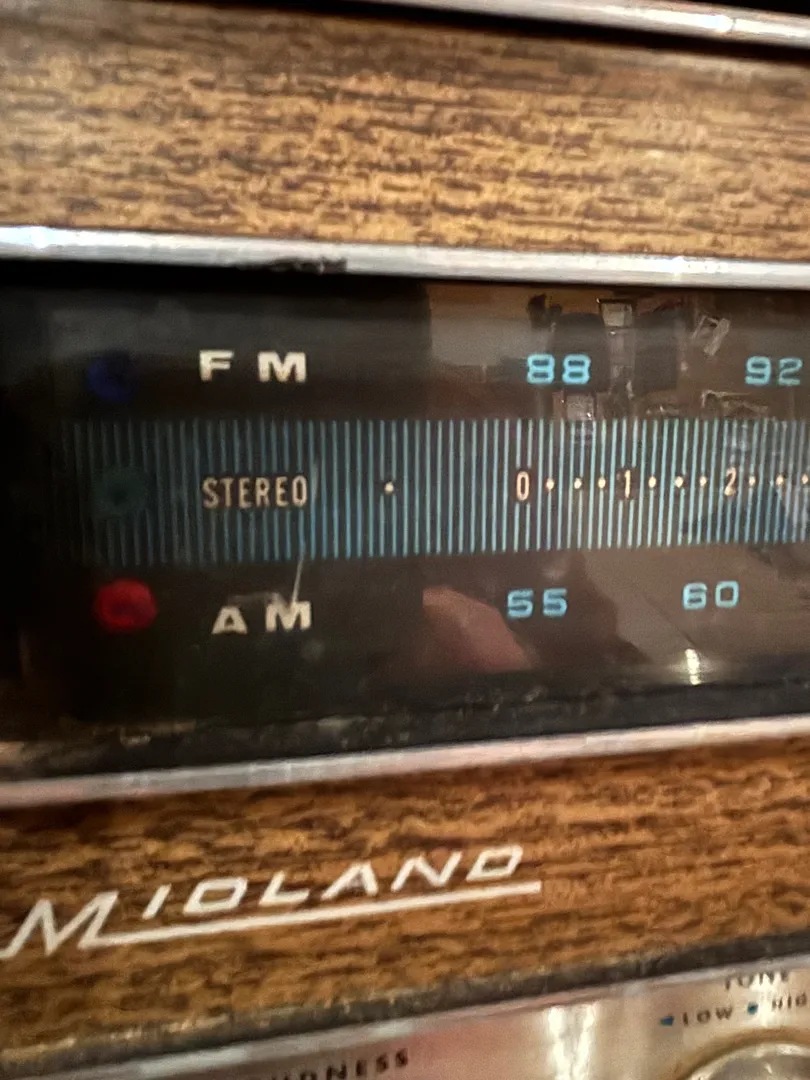 FM 88 92
STEREO 0 1 2
AM 55 60
MIDLAND
TONE
LOW